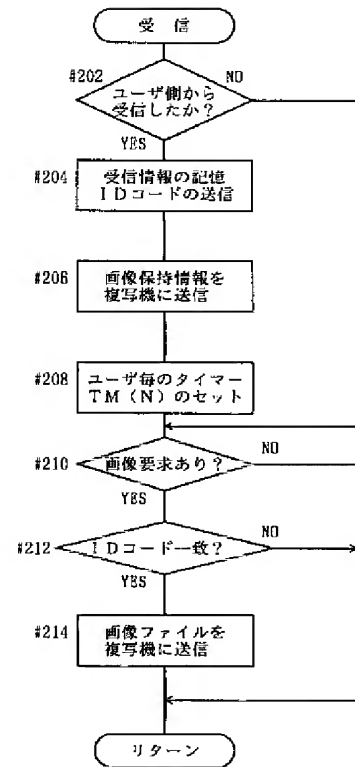 受 信
#202
NO
ユーザ側から
受信したか？
YES
#204
受信情報の記憶
ＩＤコードの送信
#206
画像保持情報を
複写機に送信
#208
ユーザ毎のタイマー
TM（N）のセット
#210
画像要求あり？
NO
YES
#212
ＩＤコード一致？
NO
YES
#214
画像ファイルを
複写機に送信
リターン